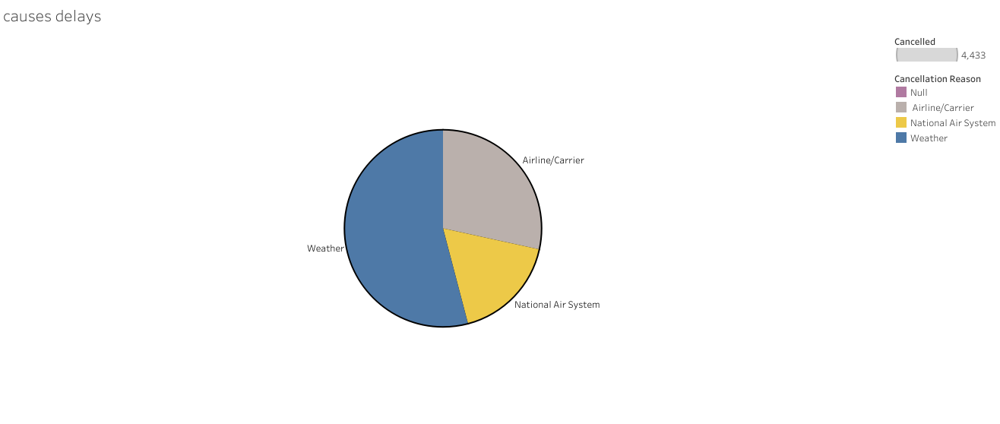 causes delays
Cancelled
4,433
Cancellation Reason
Null
Airline/Carrier
National Air System
Weather
Airline/Carrier
Weather
National Air System